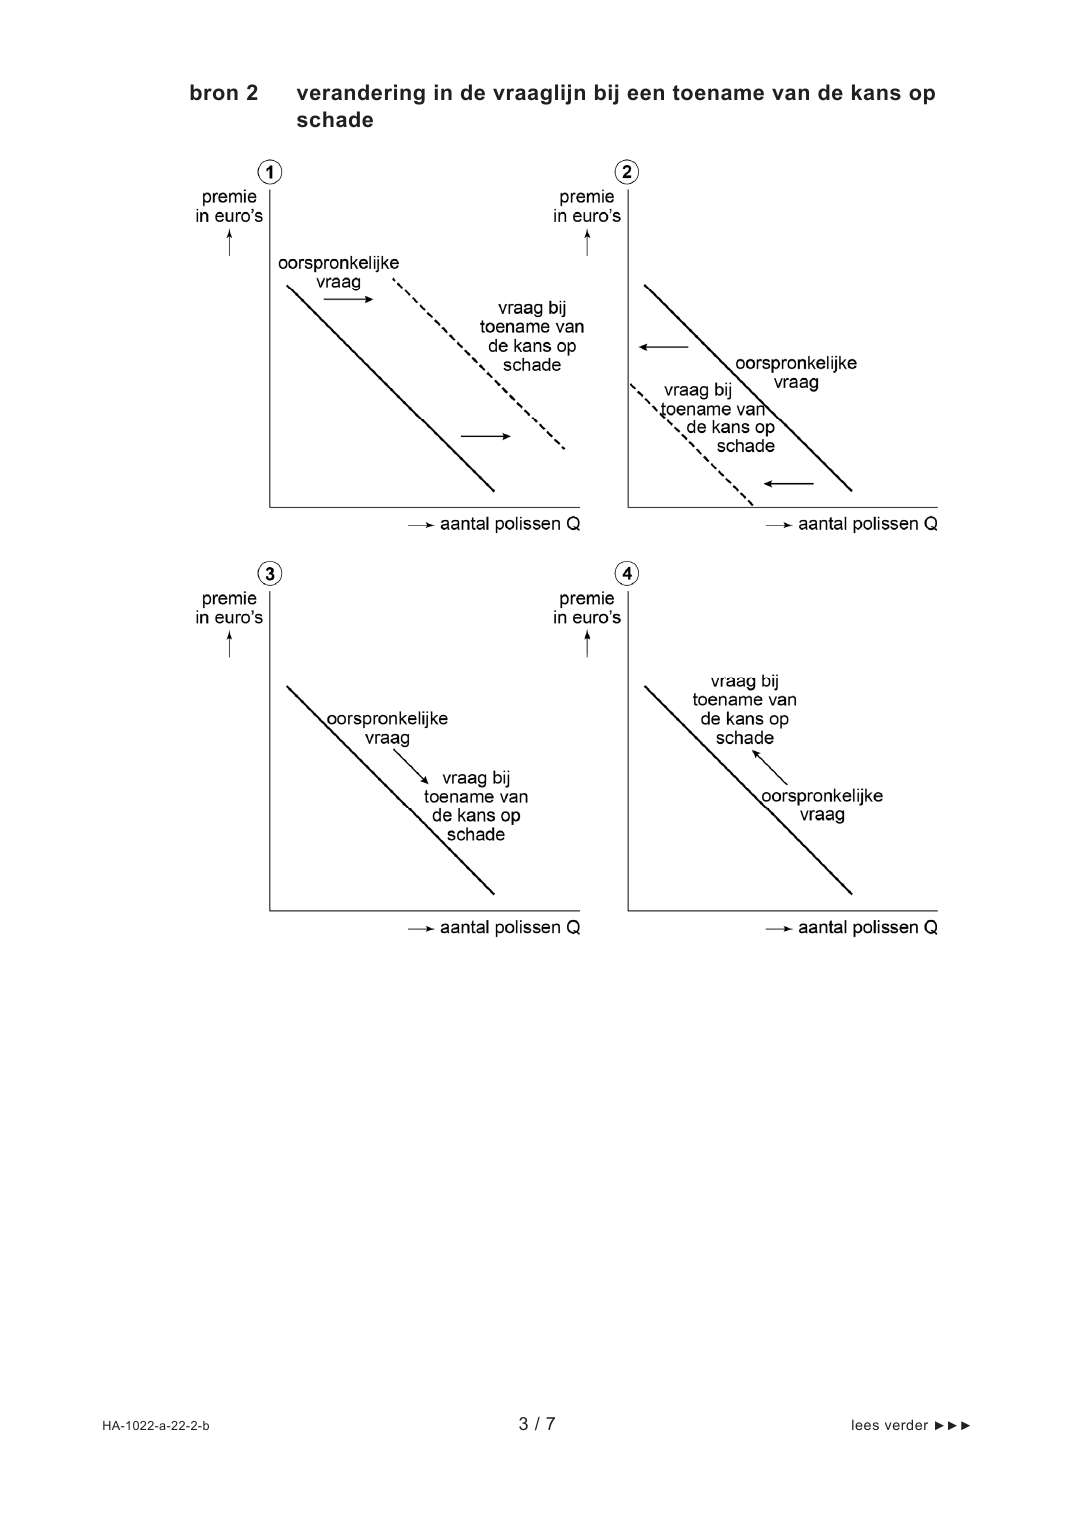 bron 2 verandering in de vraaglijn bij een toename van de kans op
schade
1
premie
in euro's
oorspronkelijke
vraag
vraag bij
toename van
de kans op
schade
aantal polissen Q
2
premie
in euro's
oorspronkelijke
vraag
vraag bij
toename van
de kans op
schade
aantal polissen Q
3
premie
in euro's
oorspronkelijke
vraag
vraag bij
toename van
de kans op
schade
aantal polissen Q
4
premie
in euro's
vraag bij
toename van
de kans op
schade
oorspronkelijke
vraag
aantal polissen Q
HA-1022-a-22-2-b 3 / 7 lees verder ►►►